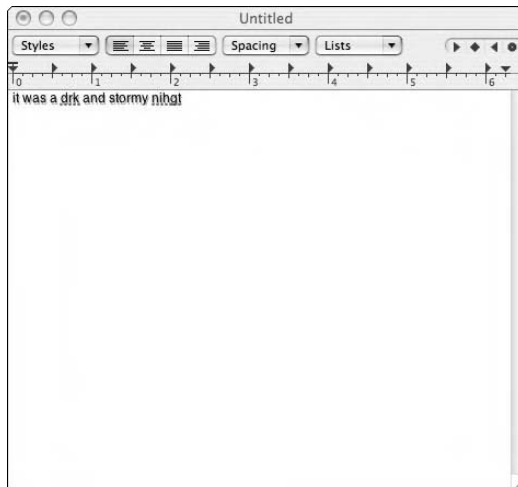 Untitled
Styles Spacing Lists
0 1 2 3 4 5 6
it was a drk and stormy nihgt